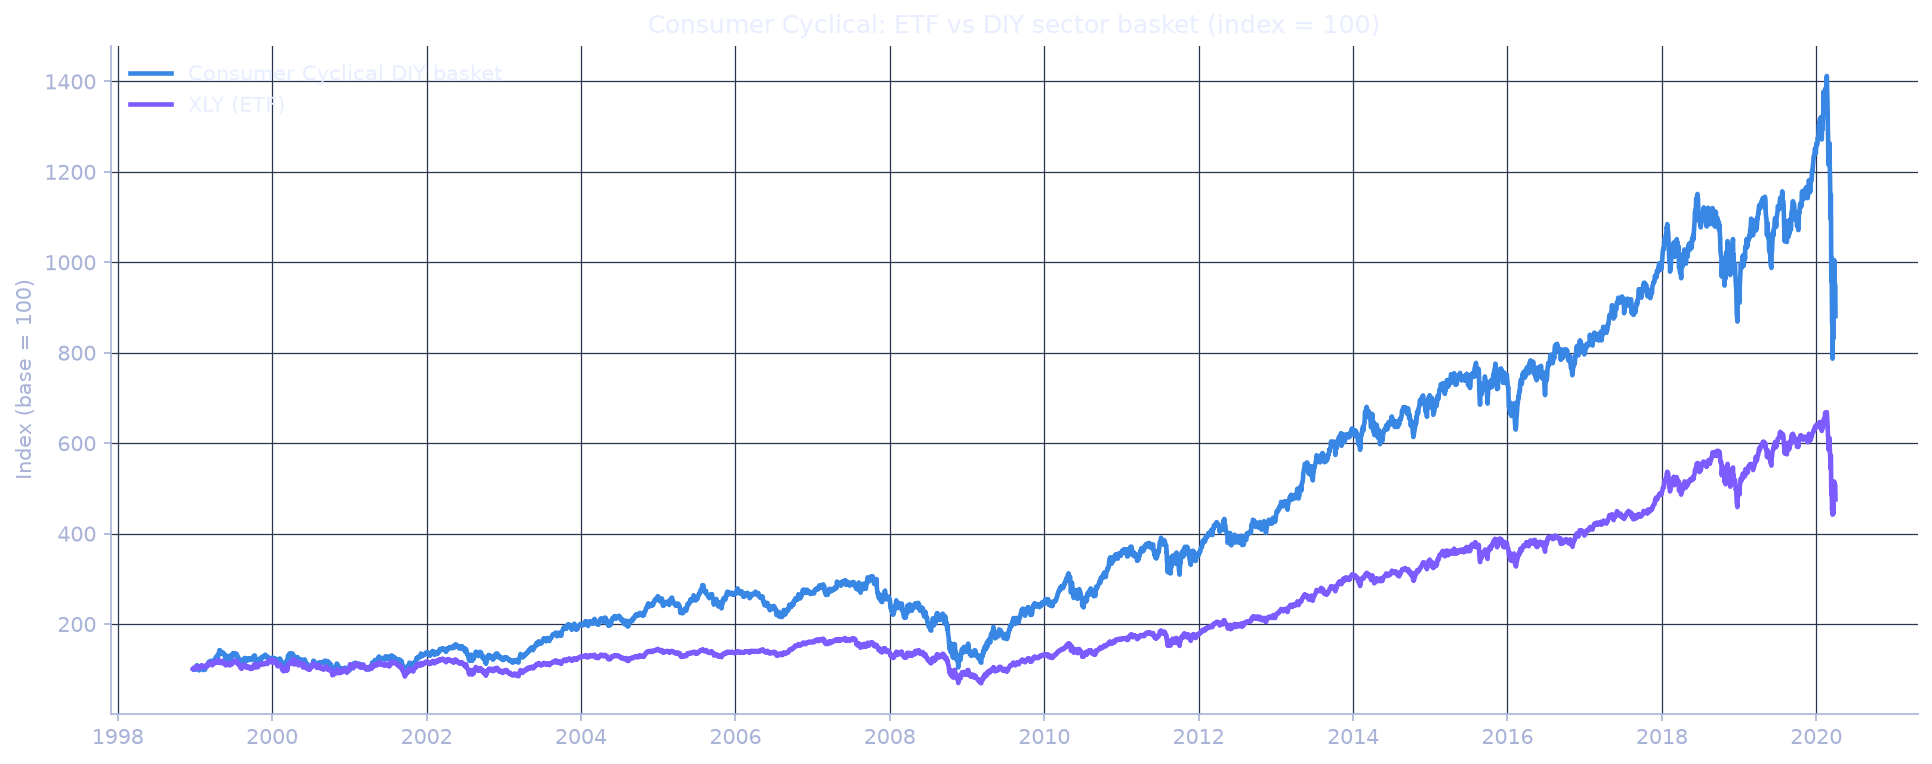 Consumer Cyclical: ETF vs DIY sector basket (index = 100)
Consumer Cyclical DIY basket
XLY (ETF)
Index (base = 100)
1400
1200
1000
800
600
400
200
1998 2000 2002 2004 2006 2008 2010 2012 2014 2016 2018 2020